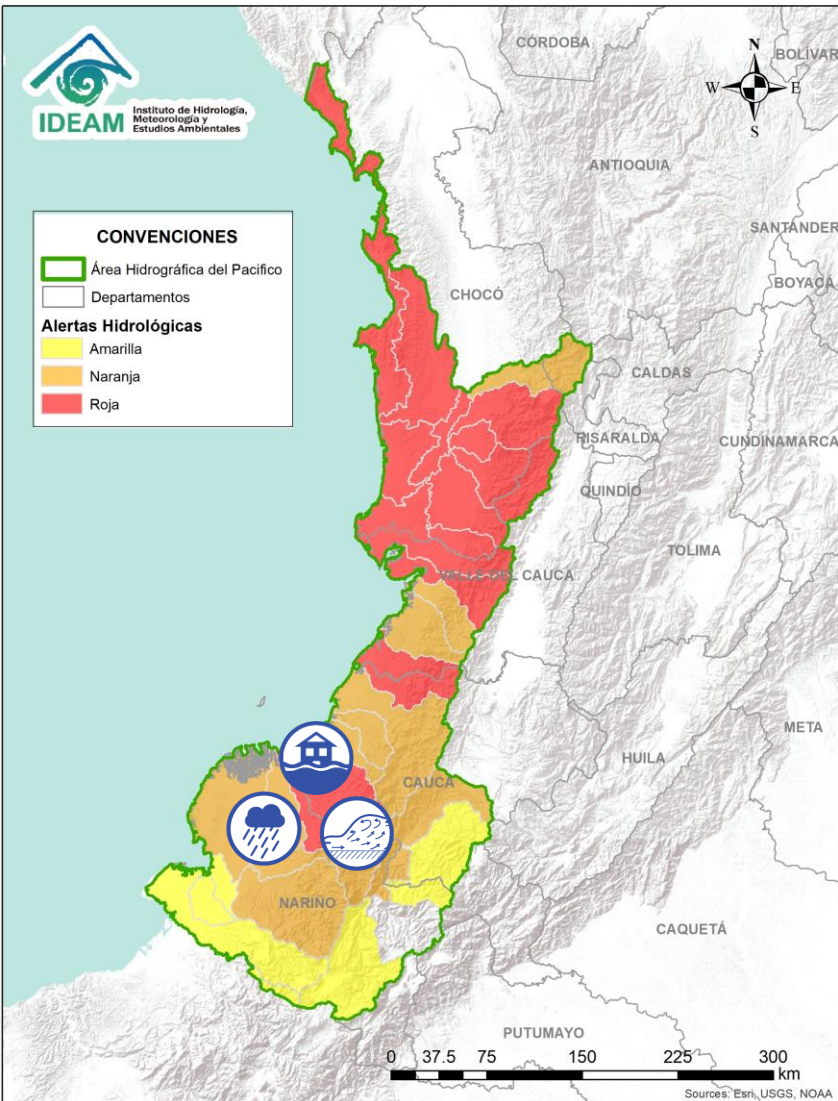 IDEAM
Instituto de Hidrología,
Meteorología y
Estudios Ambientales
N
W
E
S
CÓRDOBA
BOLÍVAR
ANTIOQUIA
SANTANDER
BOYACÁ
CHOCÓ
CALDAS
RISARALDA
CUNDINAMARCA
QUINDÍO
TOLIMA
VALLE DEL CAUCA
META
HUILA
CAUCA
NARIÑO
CAQUETÁ
PUTUMAYO
CONVENCIONES
Área Hidrográfica del Pacifico
Departamentos
Alertas Hidrológicas
Amarilla
Naranja
Roja
0 37.5 75 150 225 300
km
Sources: Esri, USGS, NOAA